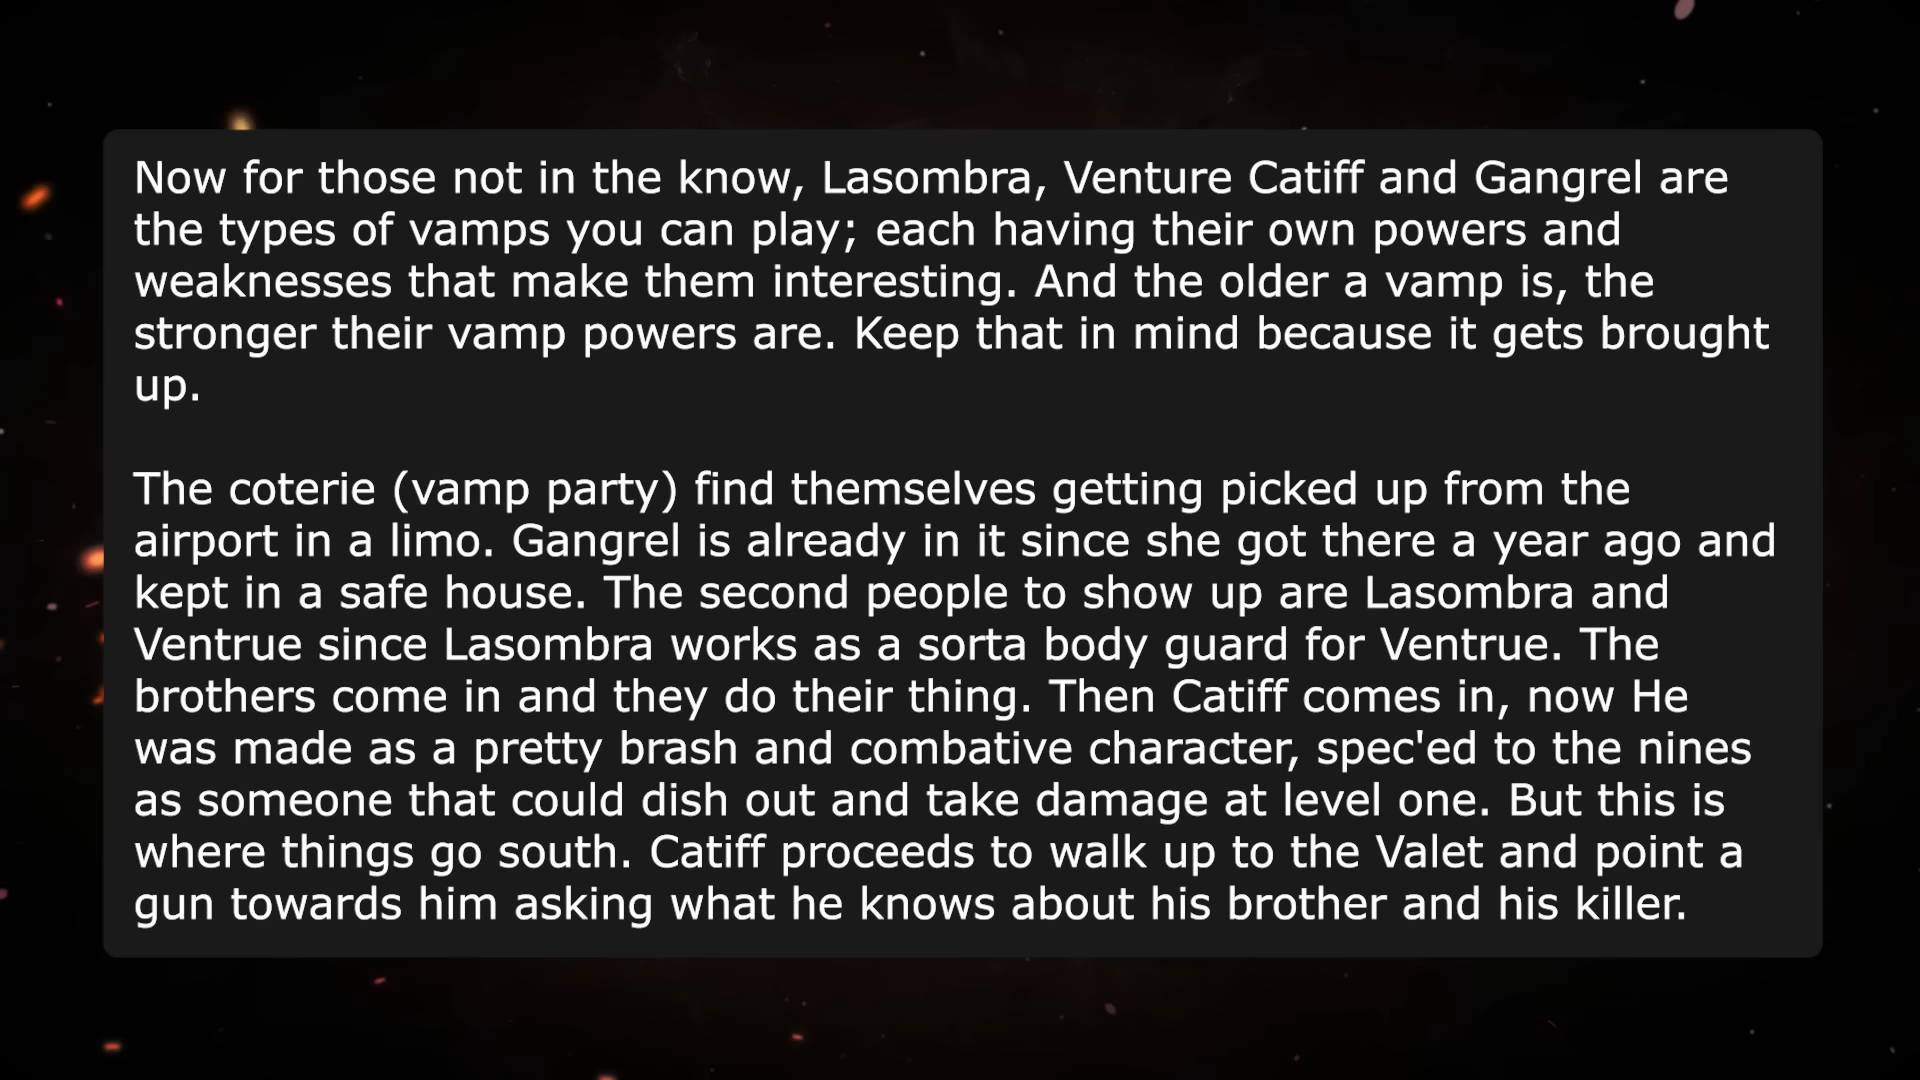 Now for those not in the know, Lasombra, Venture Catiff and Gangrel are
the types of vamps you can play; each having their own powers and
weaknesses that make them interesting. And the older a vamp is, the
stronger their vamp powers are. Keep that in mind because it gets brought
up.
The coterie (vamp party) find themselves getting picked up from the
airport in a limo. Gangrel is already in it since she got there a year ago and
kept in a safe house. The second people to show up are Lasombra and
Ventrue since Lasombra works as a sorta body guard for Ventrue. The
brothers come in and they do their thing. Then Catiff comes in, now He
was made as a pretty brash and combative character, spec'ed to the nines
as someone that could dish out and take damage at level one. But this is
where things go south. Catiff proceeds to walk up to the Valet and point a
gun towards him asking what he knows about his brother and his killer.